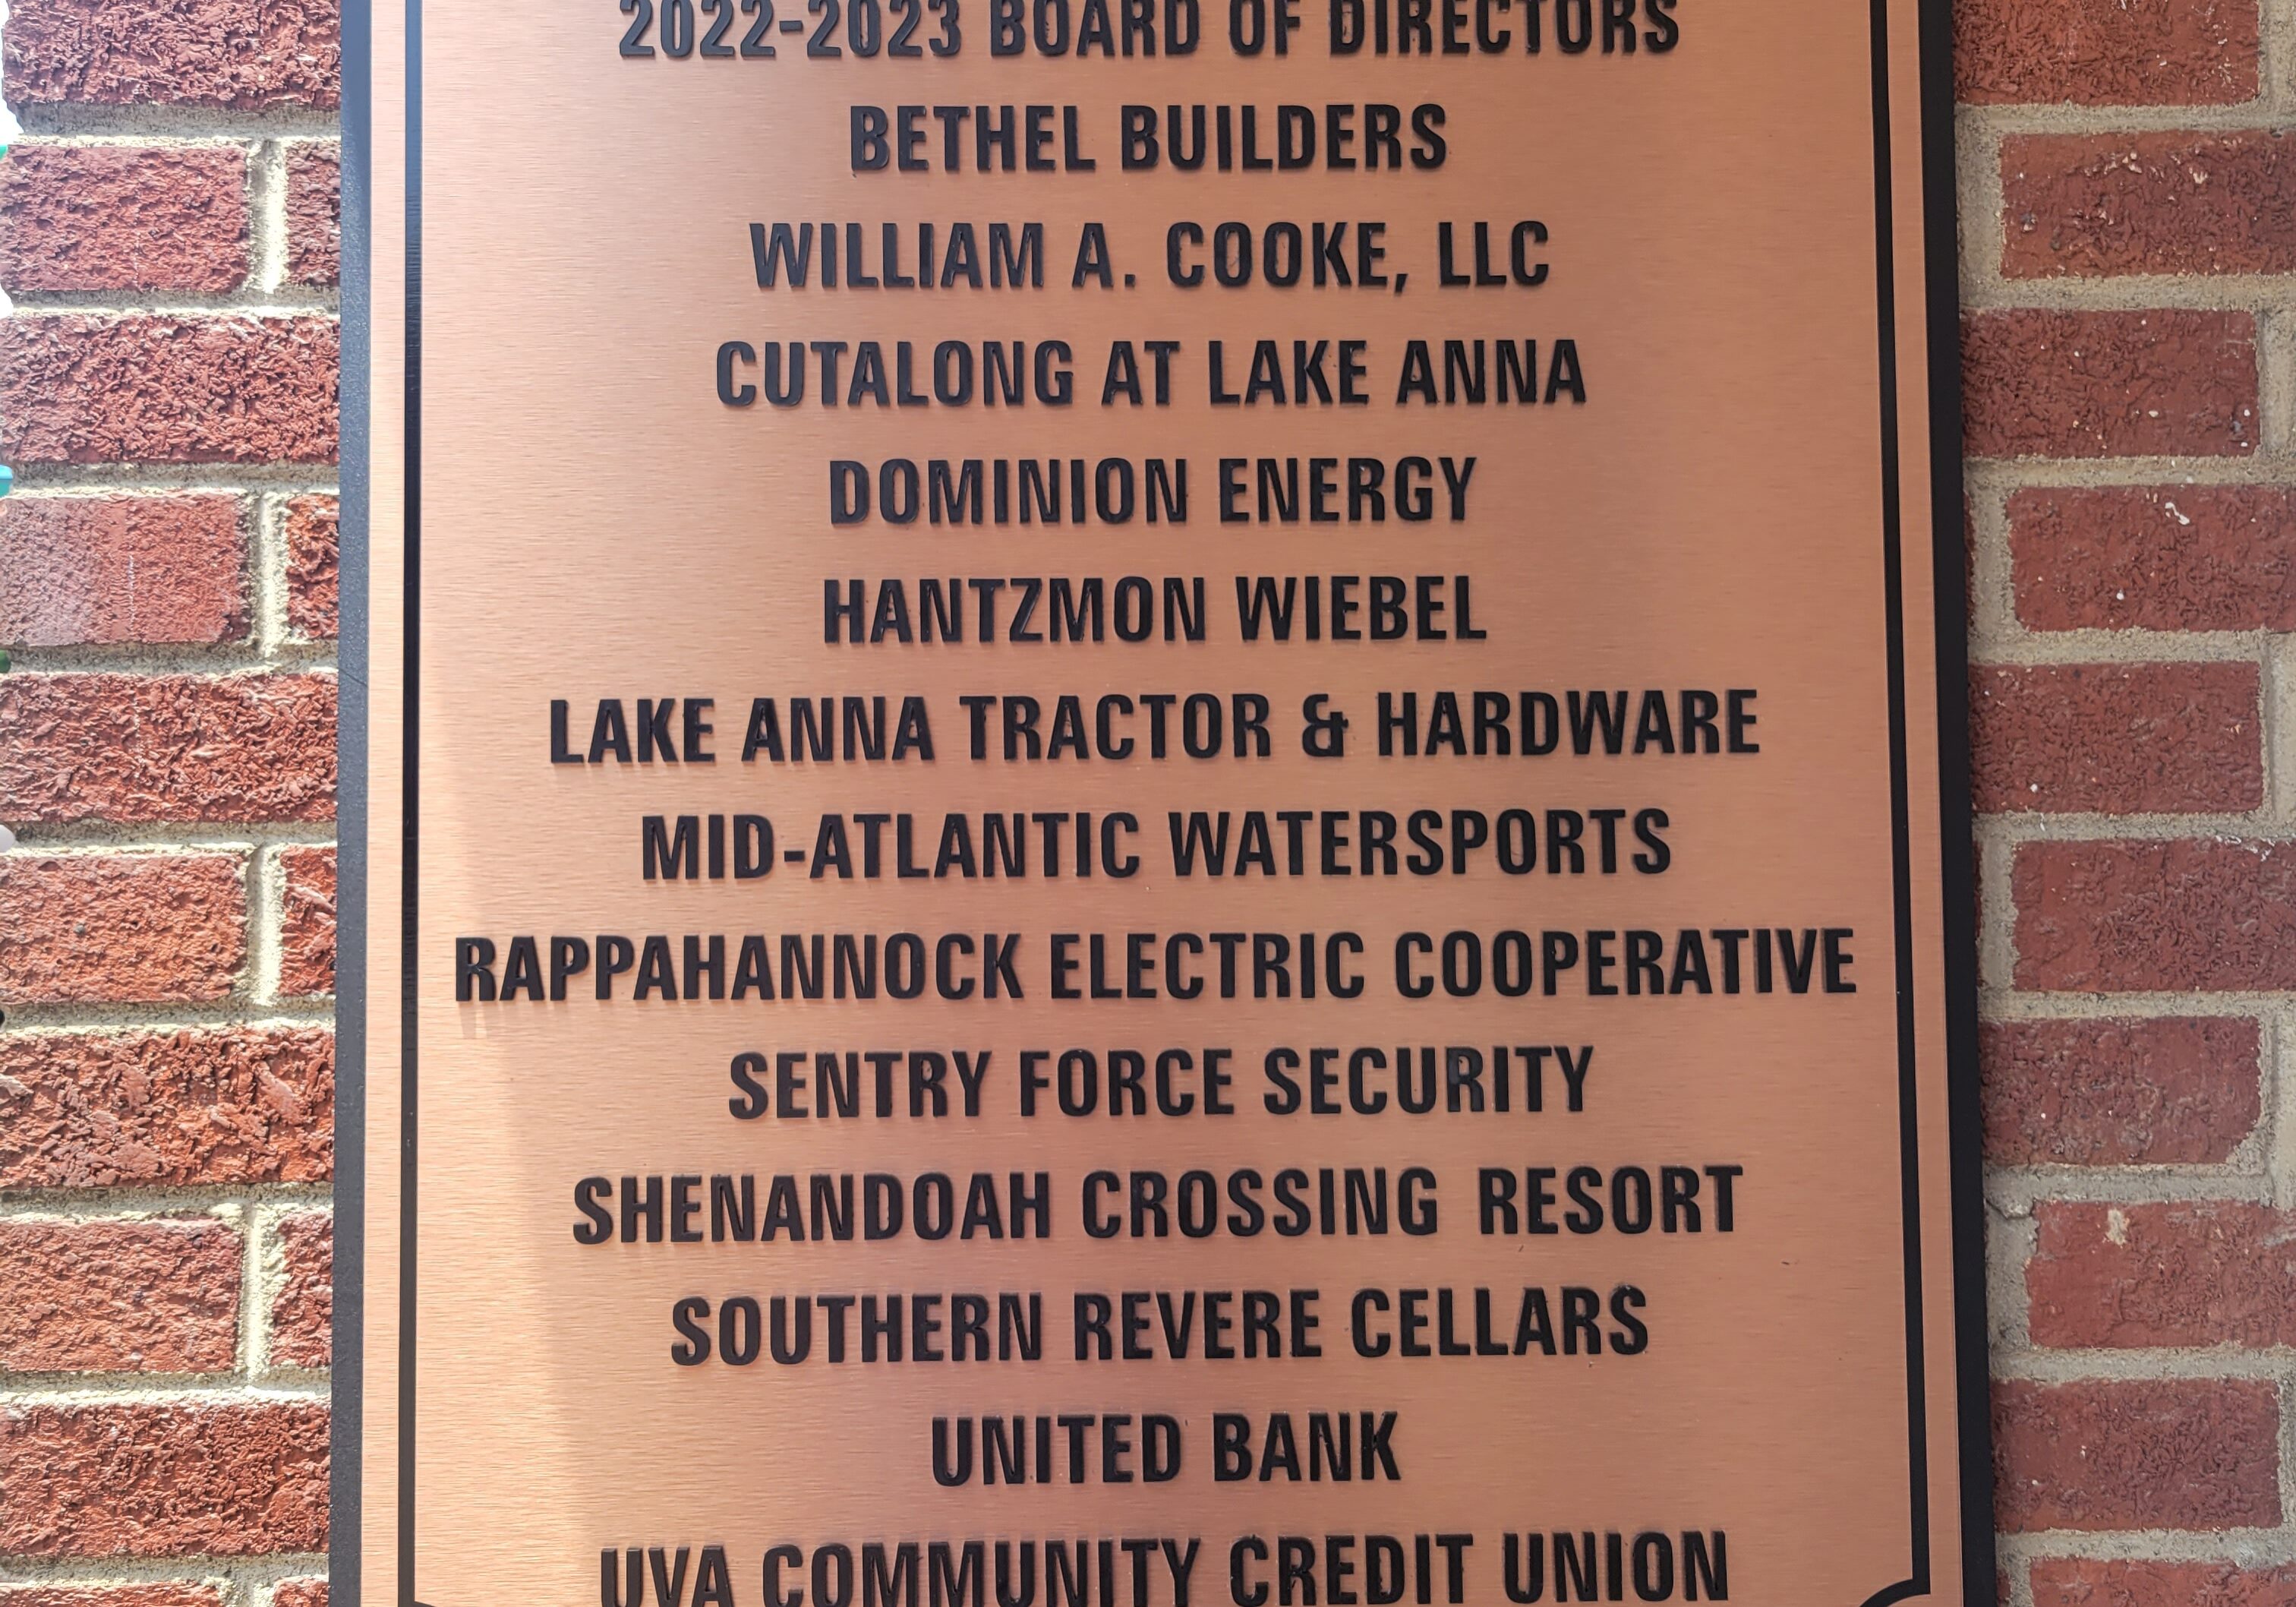 2022-2023 BOARD OF DIRECTORS
BETHEL BUILDERS
WILLIAM A. COOKE, LLC
CUTALONG AT LAKE ANNA
DOMINION ENERGY
HANTZMON WIEBEL
LAKE ANNA TRACTOR & HARDWARE
MID-ATLANTIC WATERSPORTS
RAPPAHANNOCK ELECTRIC COOPERATIVE
SENTRY FORCE SECURITY
SHENANDOAH CROSSING RESORT
SOUTHERN REVERE CELLARS
UNITED BANK
UVA COMMUNITY CREDIT UNION